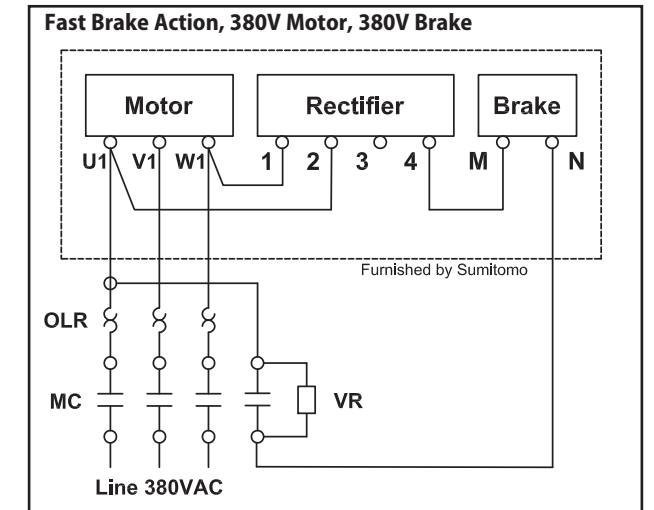 Fast Brake Action, 380V Motor, 380V Brake
Motor Rectifier Brake
U1 V1 W1 1 2 3 4 M N
Furnished by Sumitomo
OLR
MC VR
Line 380VAC